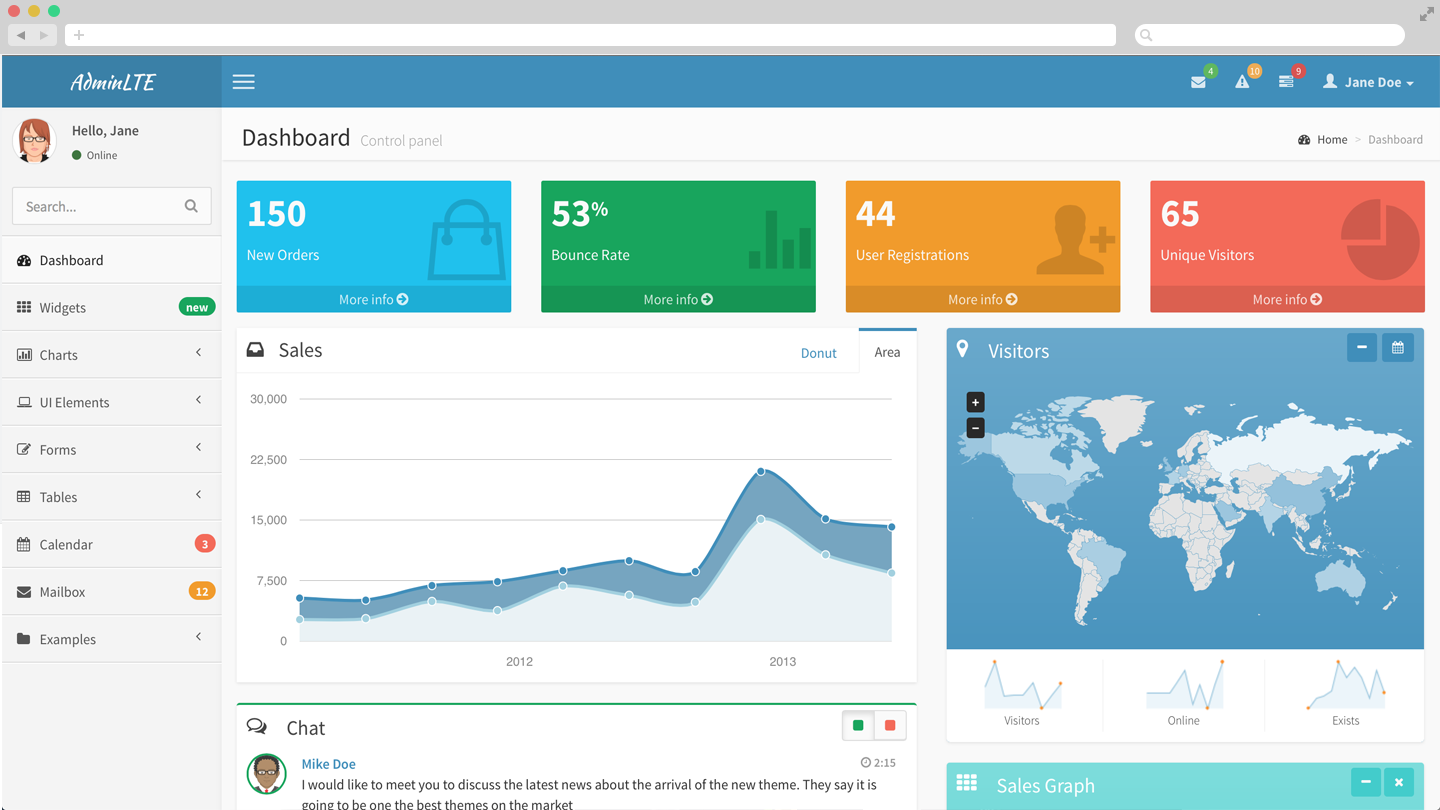 AdminLTE
4
10
9
Jane Doe
Hello, Jane
Online
Search...
Dashboard
Widgets new
Charts
UI Elements
Forms
Tables
Calendar 3
Mailbox 12
Examples
Dashboard Control panel
Home > Dashboard
150
New Orders
More info
53%
Bounce Rate
More info
44
User Registrations
More info
65
Unique Visitors
More info
Sales
Donut
Area
30,000
22,500
15,000
7,500
0
2012
2013
Visitors
+
−
Visitors
Online
Exists
Chat
Mike Doe
2:15
I would like to meet you to discuss the latest news about the arrival of the new theme. They say it is
going to be one the best themes on the market
Sales Graph